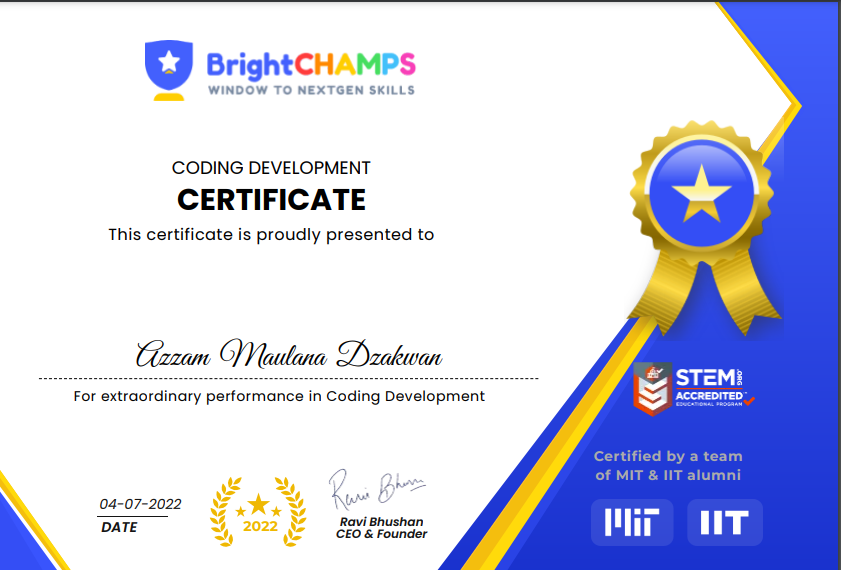 BrightCHAMPS
WINDOW TO NEXTGEN SKILLS
CODING DEVELOPMENT
CERTIFICATE
This certificate is proudly presented to
Azzam Maulana Dzakwan
For extraordinary performance in Coding Development
04-07-2022
DATE
2022
Ravi Bhushan
Ravi Bhushan
CEO & Founder
STEM.ORG
ACCREDITED
EDUCATIONAL PROGRAM
Certified by a team
of MIT & IIT alumni
MIT
IIT